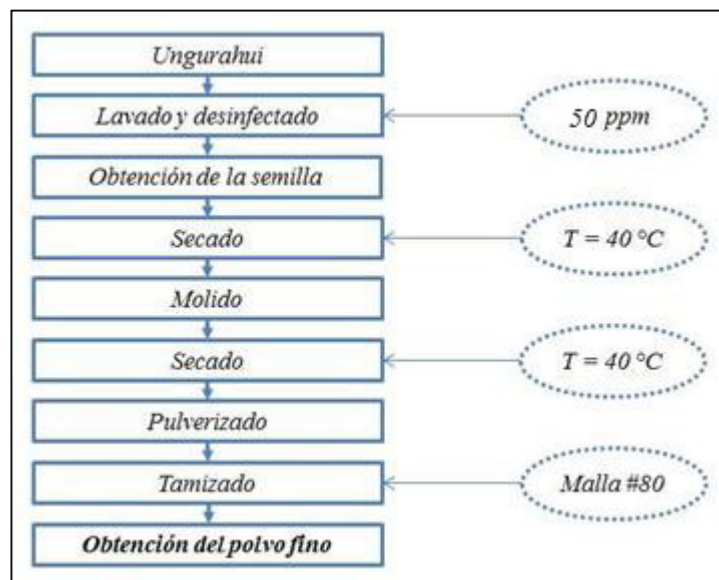 Ungurahui
Lavado y desinfectado
50 ppm
Obtención de la semilla
Secado
T = 40 °C
Molido
Secado
T = 40 °C
Pulverizado
Tamizado
Malla #80
Obtención del polvo fino